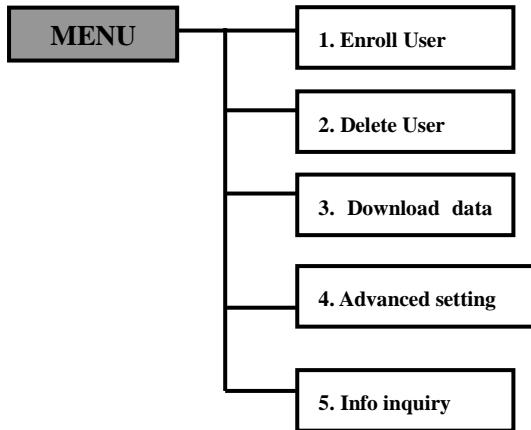 MENU
1. Enroll User
2. Delete User
3. Download data
4. Advanced setting
5. Info inquiry